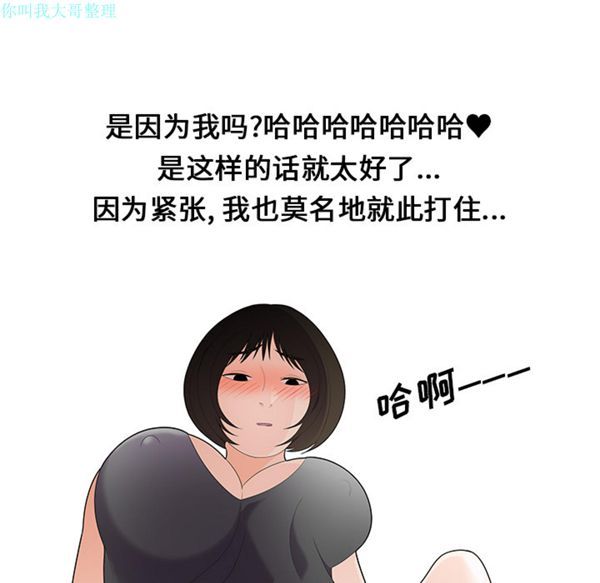 你叫我大哥整理
是因为我吗?哈哈哈哈哈哈哈♥
是这样的话就太好了...
因为紧张, 我也莫名地就此打住...
哈啊———